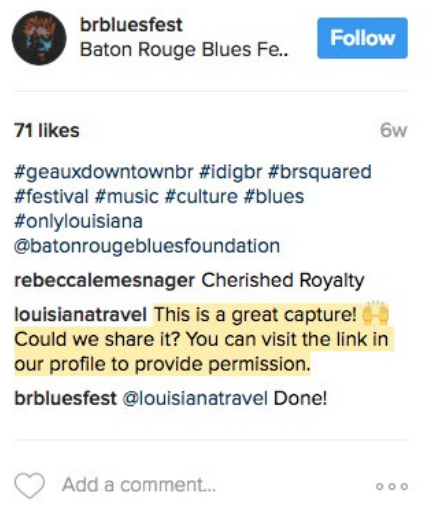 brbluesfest
Baton Rouge Blues Fe..
Follow
71 likes
6w
#geauxdowntownbr #idigbr #brsquared
#festival #music #culture #blues
#onlylouisiana
@batonrougebluesfoundation
rebeccalemesnager Cherished Royalty
louisianatravel This is a great capture! 🙌
Could we share it? You can visit the link in
our profile to provide permission.
brbluesfest @louisianatravel Done!
Add a comment...